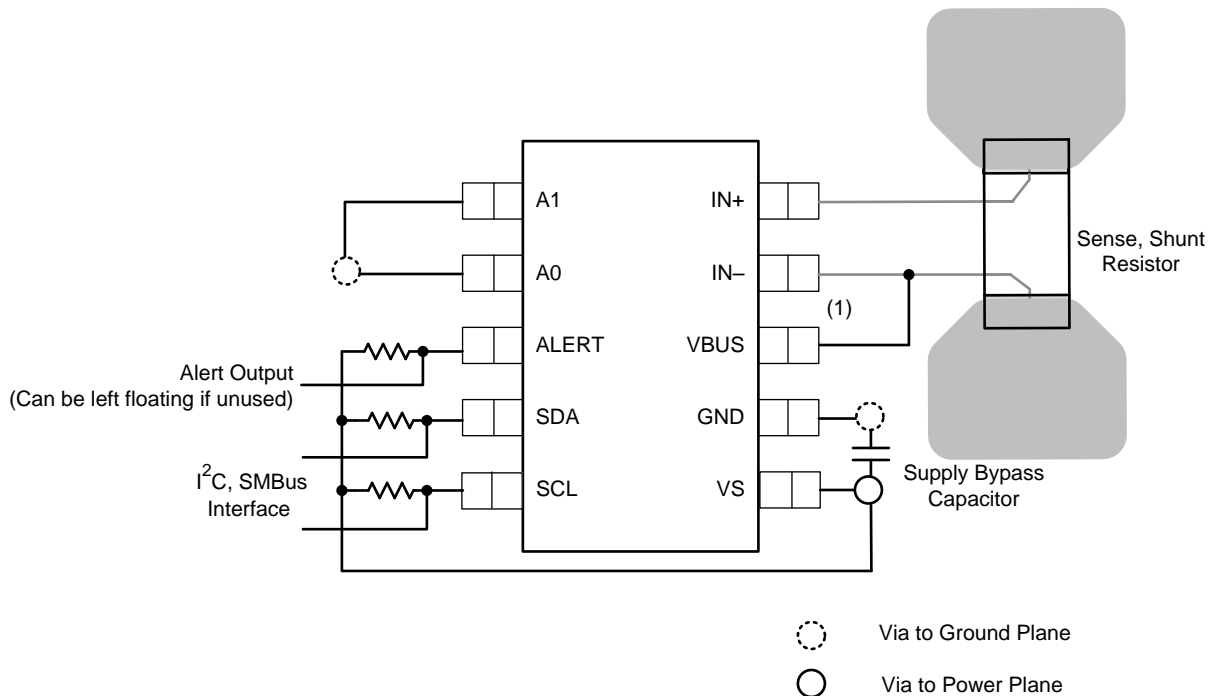 A1
A0
ALERT
SDA
SCL
IN+
IN–
VBUS
GND
VS
(1)
Sense, Shunt
Resistor
Alert Output
(Can be left floating if unused)
I²C, SMBus
Interface
Supply Bypass
Capacitor
Via to Ground Plane
Via to Power Plane